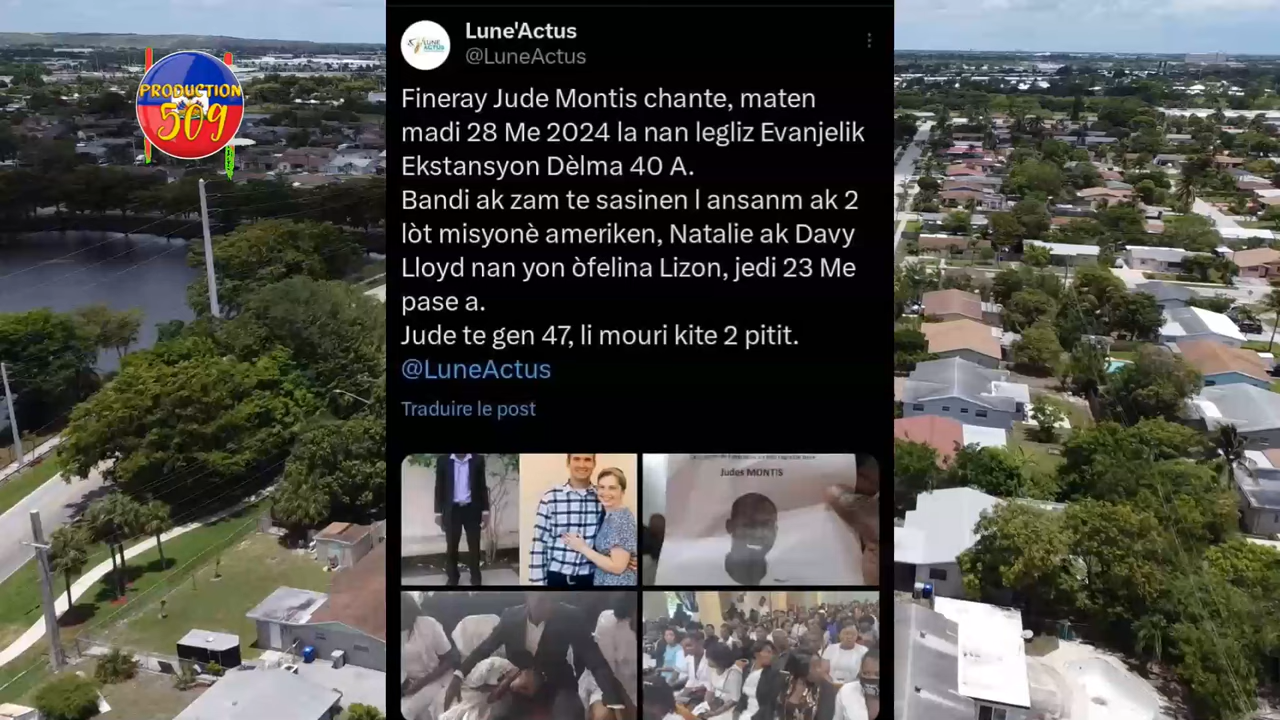 PRODUCTION
509
Lune'Actus
@LuneActus
Fineray Jude Montis chante, maten
madi 28 Me 2024 la nan legliz Evanjelik
Ekstansyon Dèlma 40 A.
Bandi ak zam te sasinen l ansanm ak 2
lòt misyonè ameriken, Natalie ak Davy
Lloyd nan yon òfelina Lizon, jedi 23 Me
pase a.
Jude te gen 47, li mouri kite 2 pitit.
@LuneActus
Traduire le post
Judes MONTIS